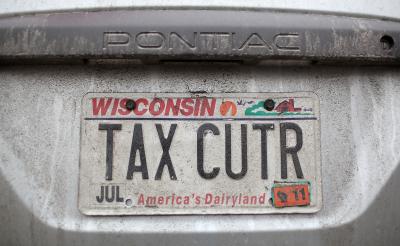 PONTIAC
WISCONSIN
TAX CUTR
JUL America's Dairyland 11